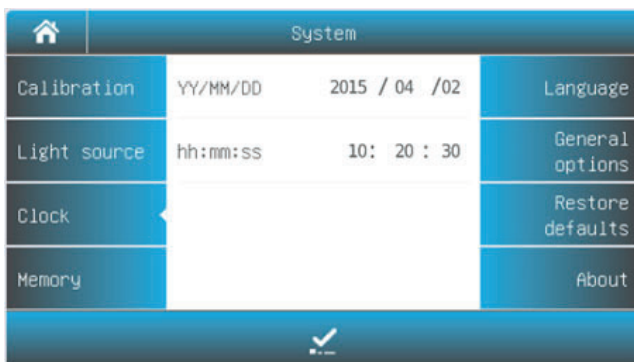 System
Calibration
YY/MM/DD 2015 / 04 /02
Language
Light source
hh:mm:ss 10: 20 : 30
General
options
Clock
Restore
defaults
Memory
About